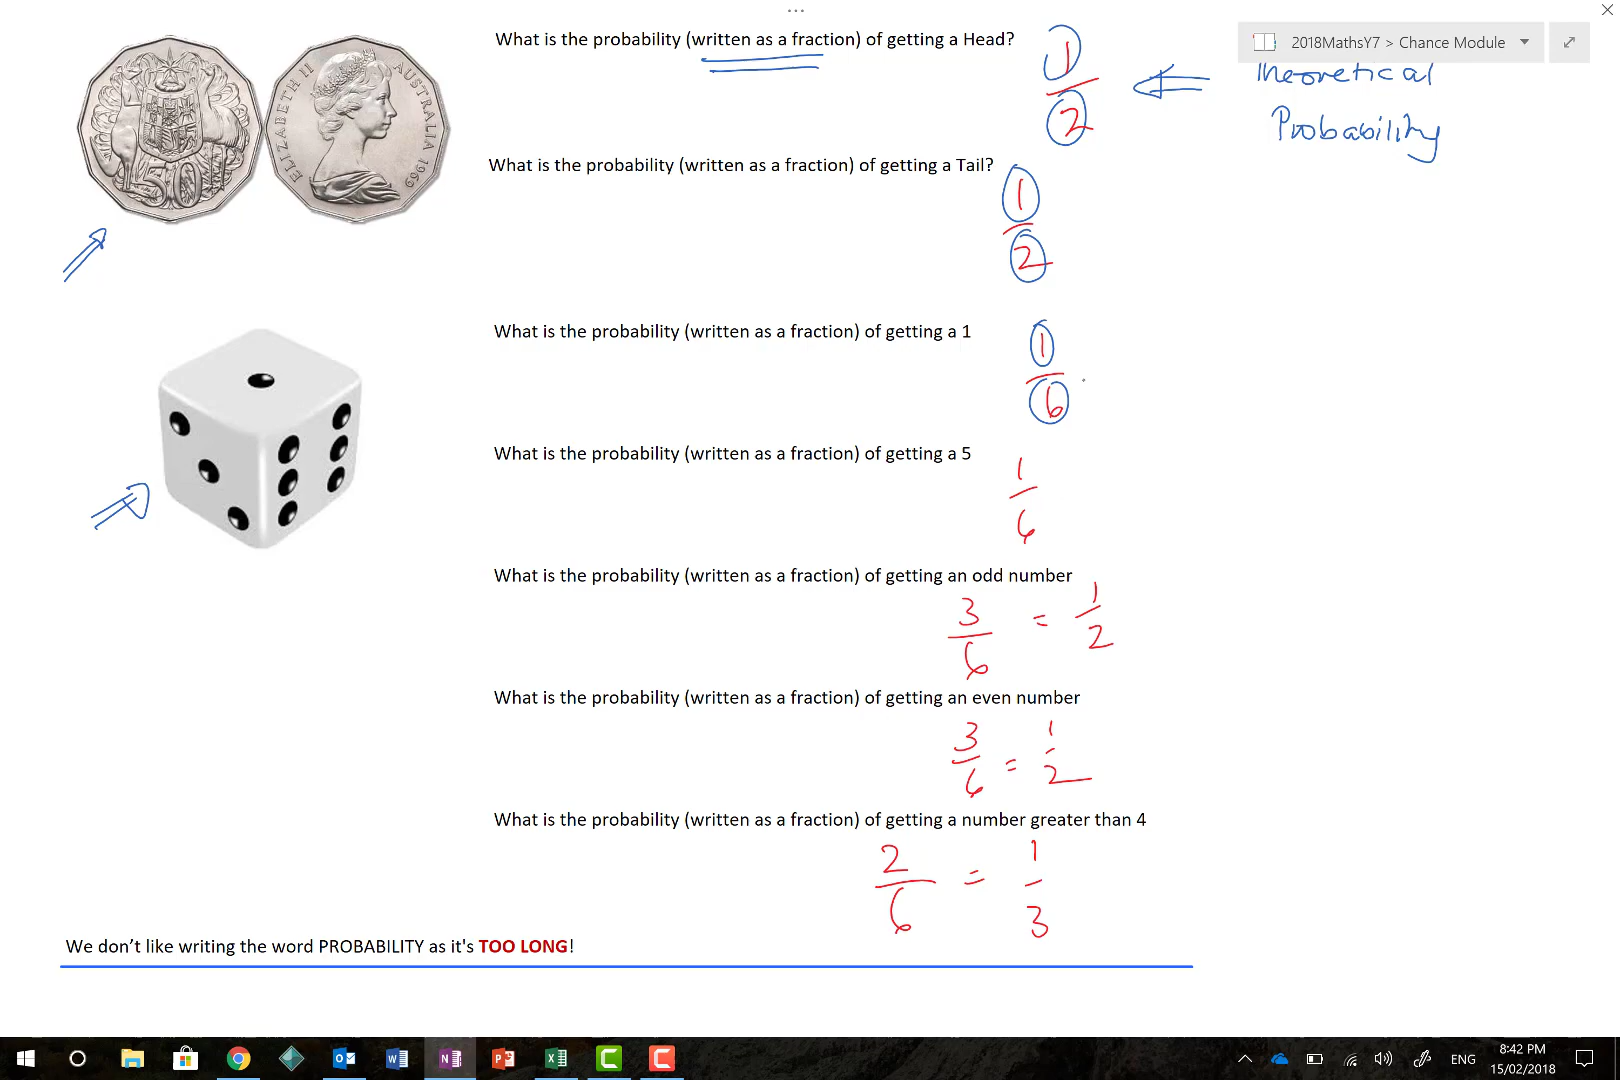 2018MathsY7 > Chance Module
What is the probability (written as a fraction) of getting a Head?
1
2
Theoretical
Probability
ELIZABETH II AUSTRALIA 1969
50
What is the probability (written as a fraction) of getting a Tail?
1
2
What is the probability (written as a fraction) of getting a 1
1
6
What is the probability (written as a fraction) of getting a 5
1
6
What is the probability (written as a fraction) of getting an odd number
3/6 = 1/2
What is the probability (written as a fraction) of getting an even number
3/6 = 1/2
What is the probability (written as a fraction) of getting a number greater than 4
2/6 = 1/3
We don't like writing the word PROBABILITY as it's TOO LONG!
ENG
8:42 PM
15/02/2018